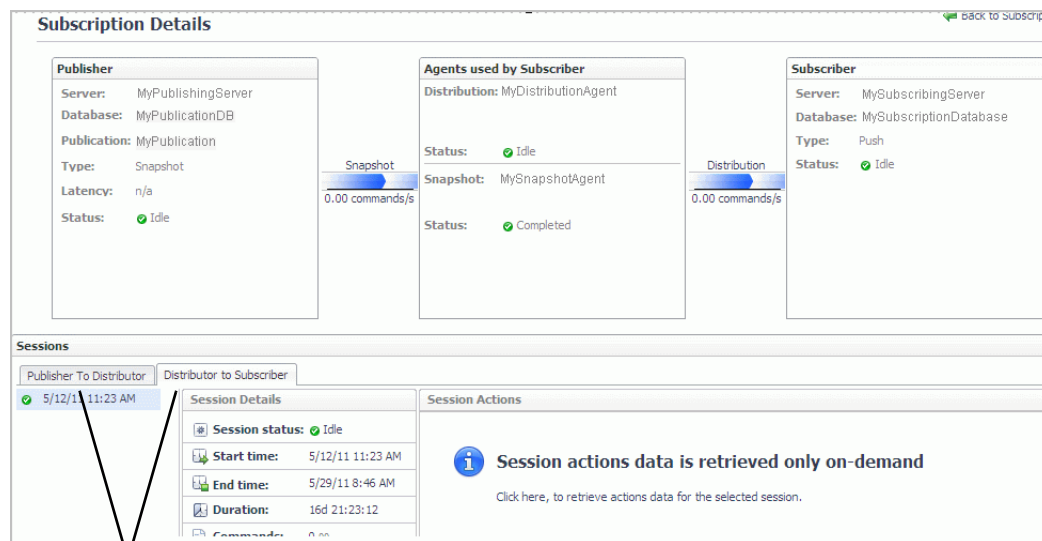 Back to Subscrip
Subscription Details
Publisher
Server: MyPublishingServer
Database: MyPublicationDB
Publication: MyPublication
Type: Snapshot
Latency: n/a
Status: Idle
Snapshot
0.00 commands/s
Agents used by Subscriber
Distribution: MyDistributionAgent
Status: Idle
Snapshot: MySnapshotAgent
Status: Completed
Distribution
0.00 commands/s
Subscriber
Server: MySubscribingServer
Database: MySubscriptionDatabase
Type: Push
Status: Idle
Sessions
Publisher To Distributor
Distributor to Subscriber
5/12/11 11:23 AM
Session Details
Session status: Idle
Start time: 5/12/11 11:23 AM
End time: 5/29/11 8:46 AM
Duration: 16d 21:23:12
Commands: 0.00
Session Actions
Session actions data is retrieved only on-demand
Click here, to retrieve actions data for the selected session.